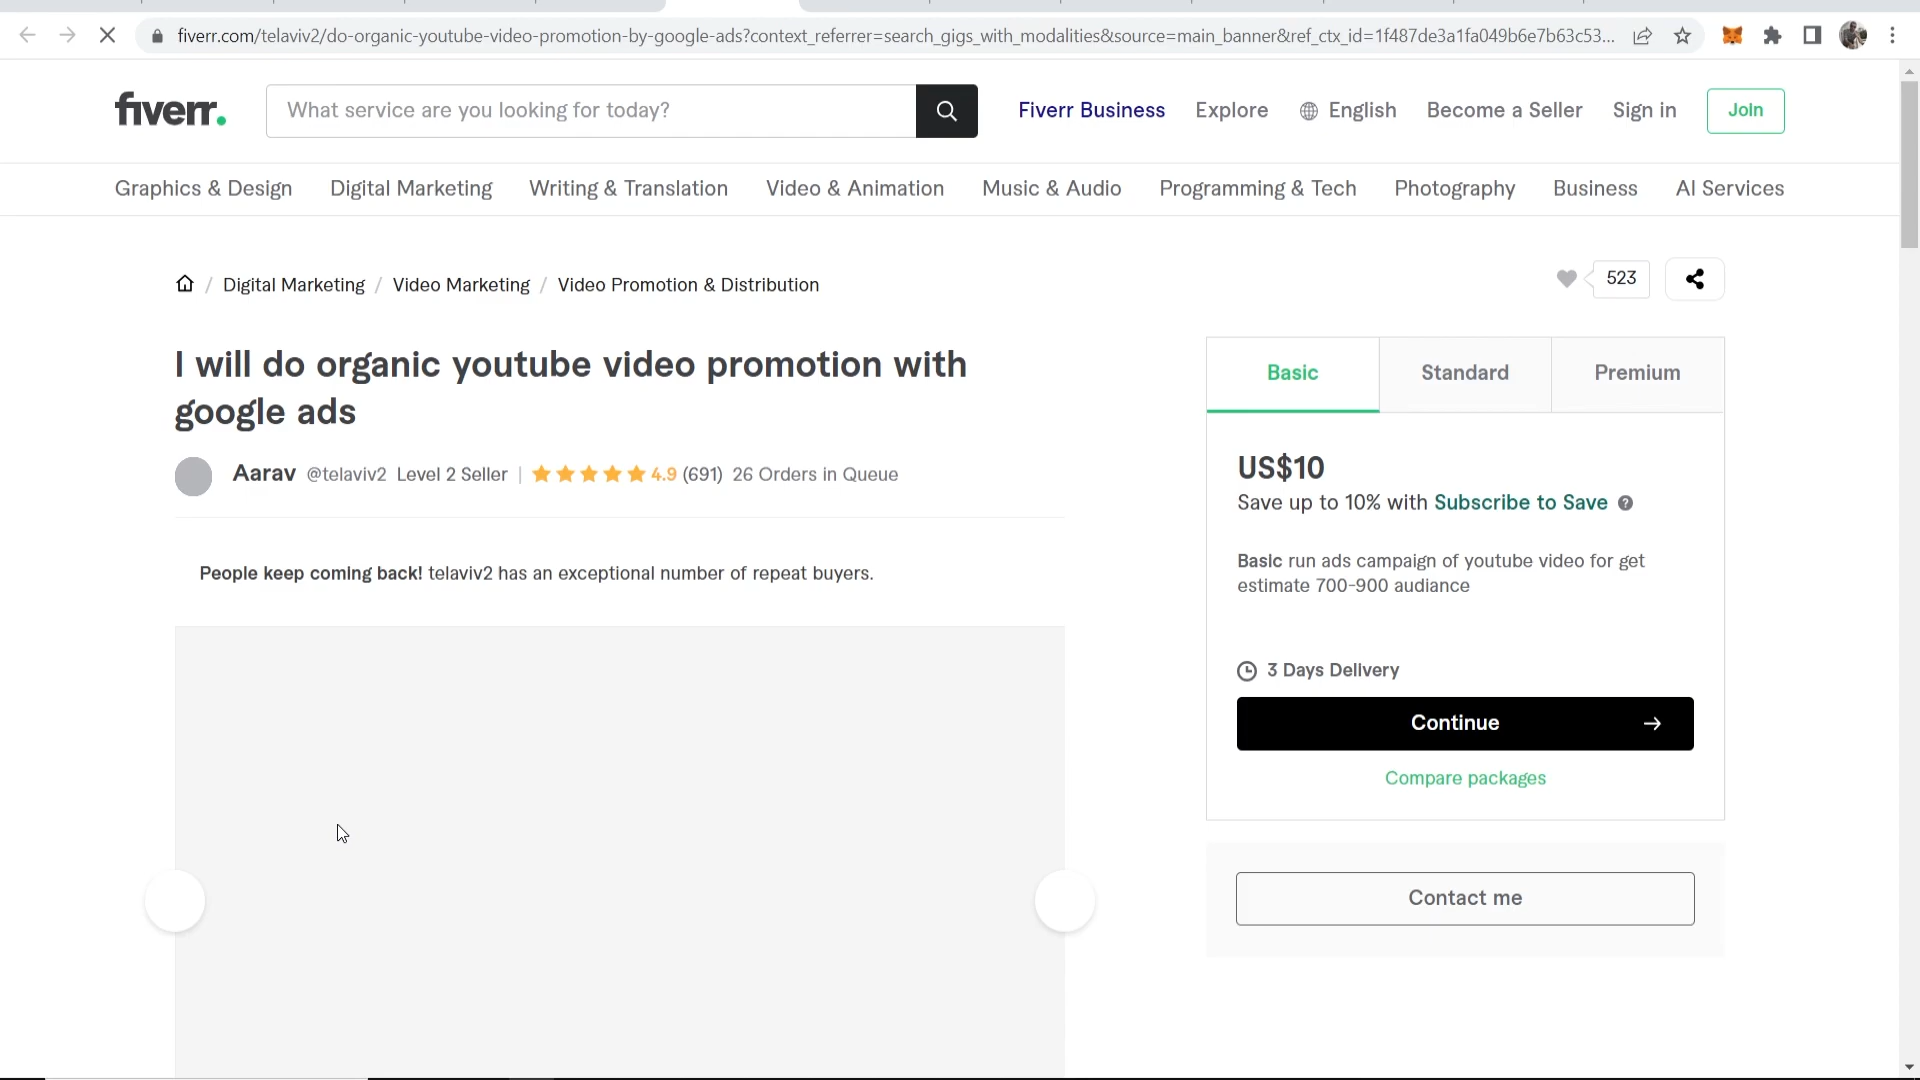 fiverr.com/telaviv2/do-organic-youtube-video-promotion-by-google-ads?context_referrer=search_gigs_with_modalities&source=main_banner&ref_ctx_id=1f487de3a1fa049b6e7b63c53...
fiverr.
What service are you looking for today?
Fiverr Business
Explore
English
Become a Seller
Sign in
Join
Graphics & Design
Digital Marketing
Writing & Translation
Video & Animation
Music & Audio
Programming & Tech
Photography
Business
AI Services
/ Digital Marketing / Video Marketing / Video Promotion & Distribution
523
I will do organic youtube video promotion with
google ads
Aarav @telaviv2 Level 2 Seller | 4.9 (691) 26 Orders in Queue
People keep coming back! telaviv2 has an exceptional number of repeat buyers.
Basic
Standard
Premium
US$10
Save up to 10% with Subscribe to Save ?
Basic run ads campaign of youtube video for get
estimate 700-900 audiance
3 Days Delivery
Continue →
Compare packages
Contact me